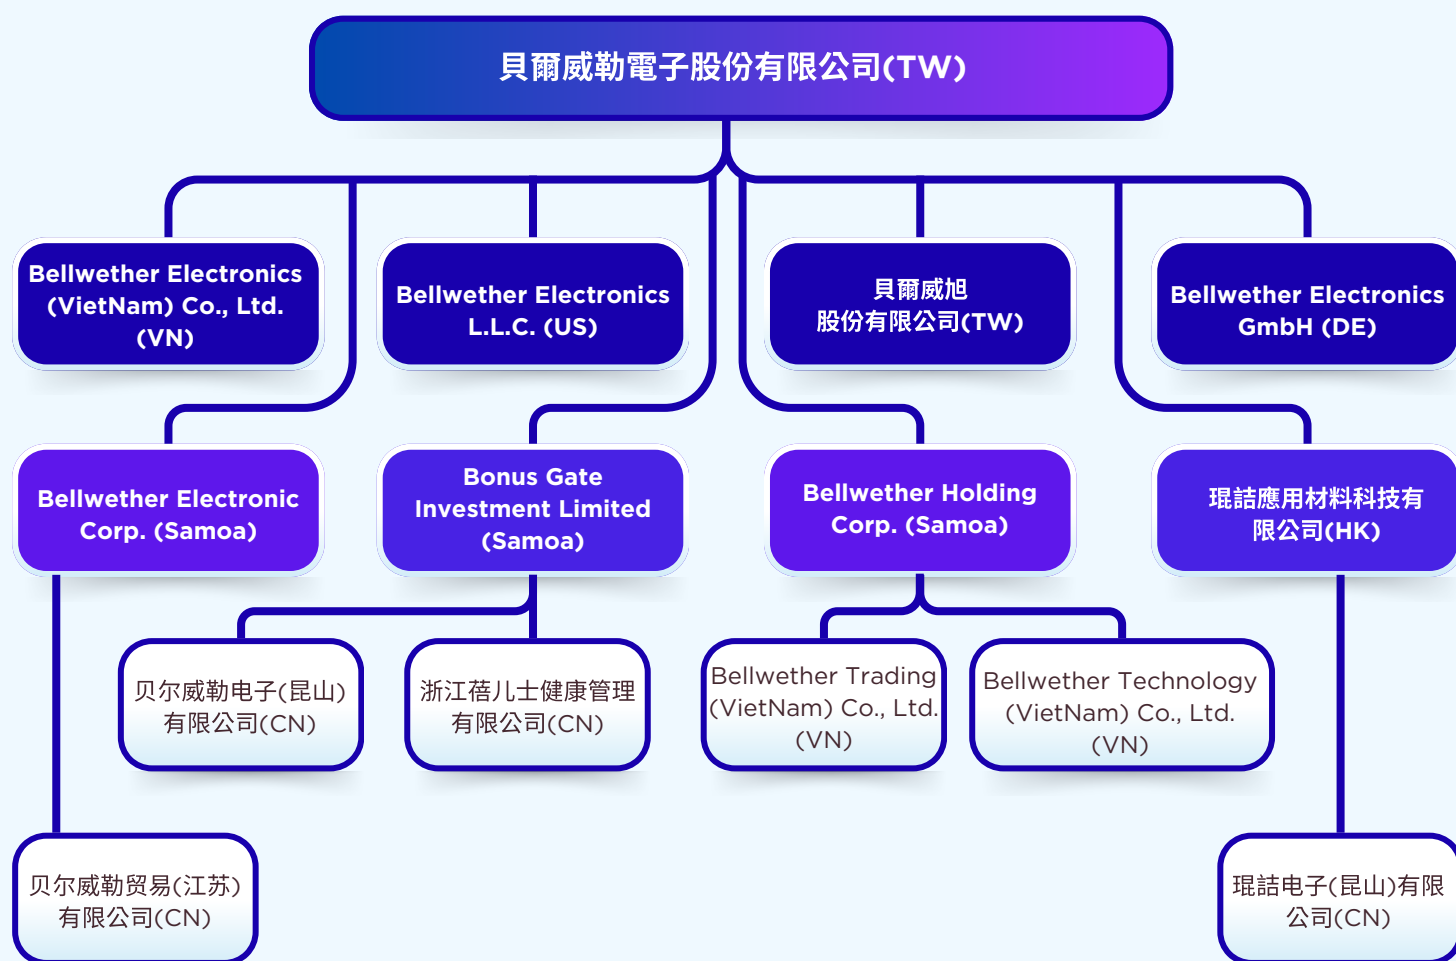 貝爾威勒電子股份有限公司(TW)
Bellwether Electronics
(VietNam) Co., Ltd.
(VN)
Bellwether Electronics
L.L.C. (US)
貝爾威旭
股份有限公司(TW)
Bellwether Electronics
GmbH (DE)
Bellwether Electronic
Corp. (Samoa)
Bonus Gate
Investment Limited
(Samoa)
Bellwether Holding
Corp. (Samoa)
琨詰應用材料科技有
限公司(HK)
贝尔威勒电子(昆山)
有限公司(CN)
浙江蓓儿士健康管理
有限公司(CN)
Bellwether Trading
(VietNam) Co., Ltd.
(VN)
Bellwether Technology
(VietNam) Co., Ltd.
(VN)
贝尔威勒贸易(江苏)
有限公司(CN)
琨詰电子(昆山)有限
公司(CN)